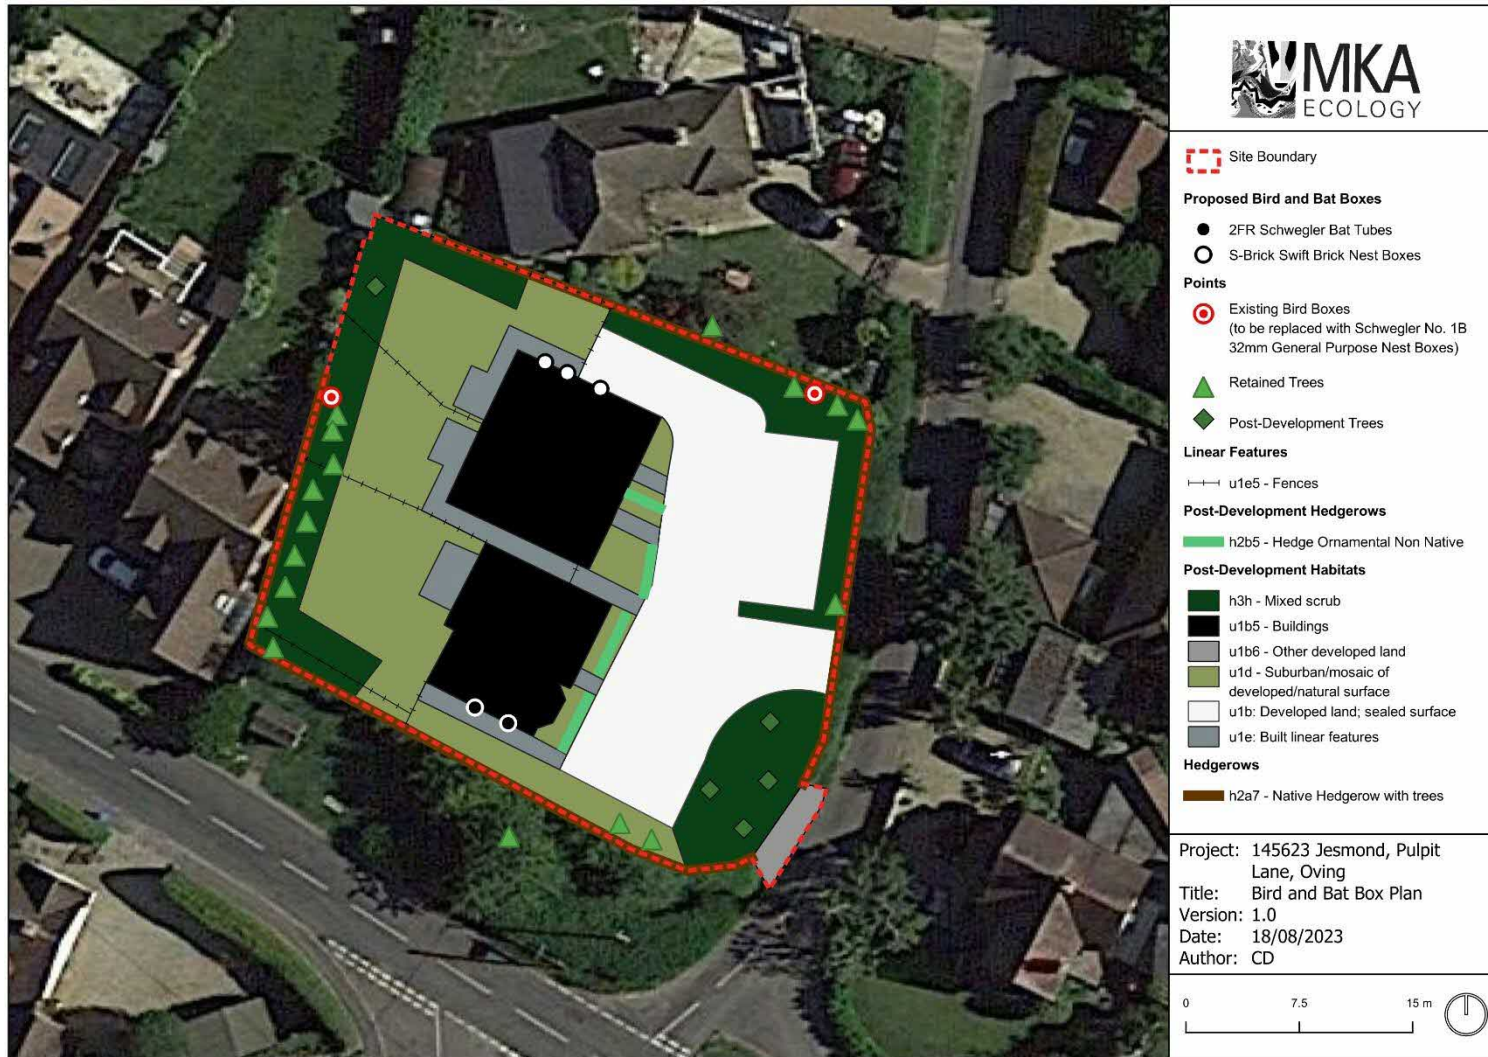 MKA
ECOLOGY
Site Boundary
Proposed Bird and Bat Boxes
2FR Schwegler Bat Tubes
S-Brick Swift Brick Nest Boxes
Points
Existing Bird Boxes
(to be replaced with Schwegler No. 1B
32mm General Purpose Nest Boxes)
Retained Trees
Post-Development Trees
Linear Features
u1e5 - Fences
Post-Development Hedgerows
h2b5 - Hedge Ornamental Non Native
Post-Development Habitats
h3h - Mixed scrub
u1b5 - Buildings
u1b6 - Other developed land
u1d - Suburban/mosaic of
developed/natural surface
u1b: Developed land; sealed surface
u1e: Built linear features
Hedgerows
h2a7 - Native Hedgerow with trees
Project: 145623 Jesmond, Pulpit
Lane, Oving
Title: Bird and Bat Box Plan
Version: 1.0
Date: 18/08/2023
Author: CD
0 7.5 15 m